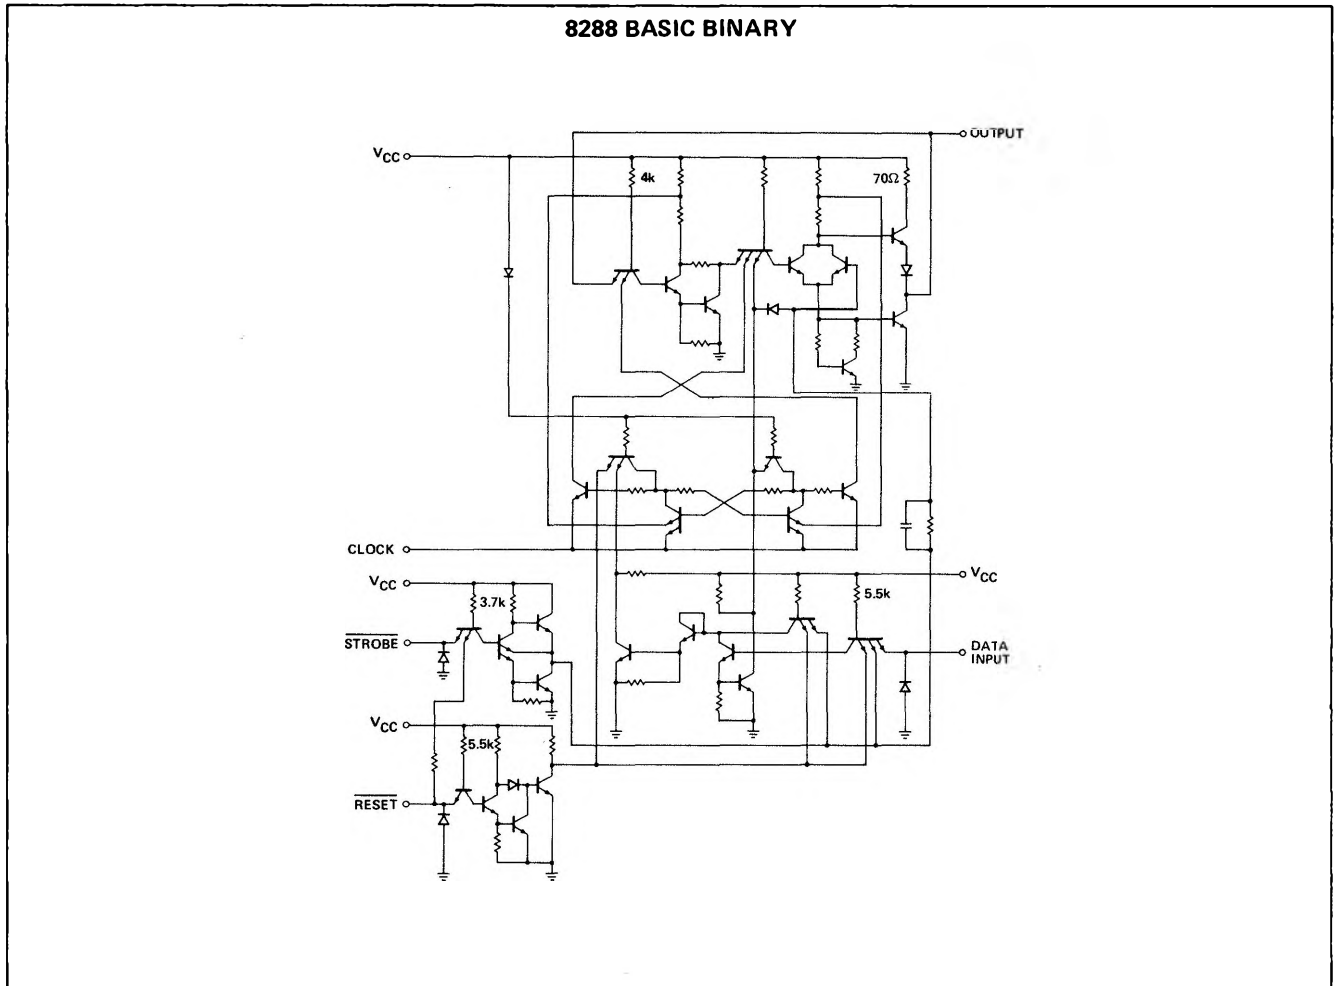 8288 BASIC BINARY
OUTPUT
VCC
4k
70Ω
CLOCK
VCC
VCC
3.7k
5.5k
STROBE
DATA
INPUT
VCC
5.5k
RESET